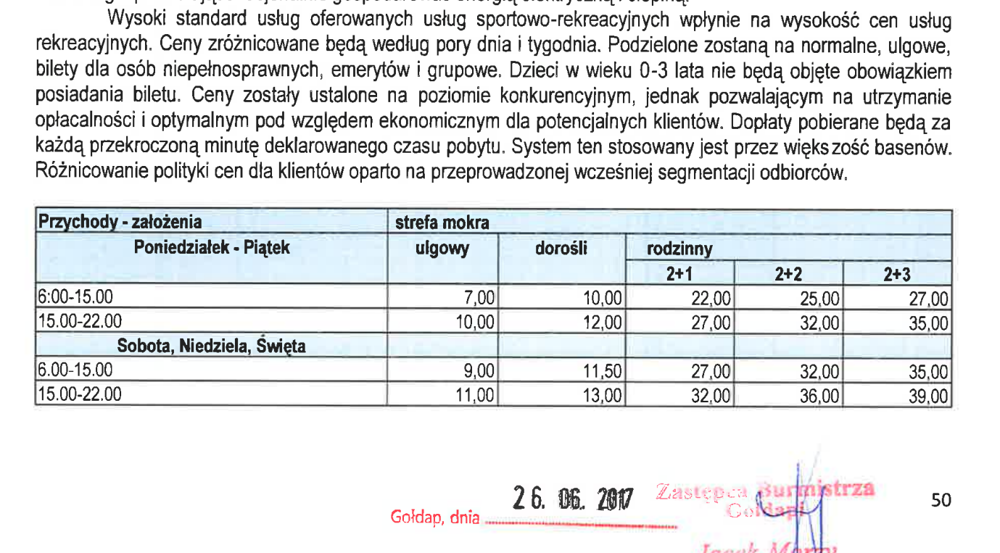 Wysoki standard usług oferowanych usług sportowo-rekreacyjnych wpłynie na wysokość cen usług
rekreacyjnych. Ceny zróżnicowane będą według pory dnia i tygodnia. Podzielone zostaną na normalne, ulgowe,
bilety dla osób niepełnosprawnych, emerytów i grupowe. Dzieci w wieku 0-3 lata nie będą objęte obowiązkiem
posiadania biletu. Ceny zostały ustalone na poziomie konkurencyjnym, jednak pozwalającym na utrzymanie
opłacalności i optymalnym pod względem ekonomicznym dla potencjalnych klientów. Dopłaty pobierane będą za
każdą przekroczoną minutę deklarowanego czasu pobytu. System ten stosowany jest przez więks zość basenów.
Różnicowanie polityki cen dla klientów oparto na przeprowadzonej wcześniej segmentacji odbiorców.
Przychody - założenia strefa mokra
Poniedziałek - Piątek ulgowy dorośli rodzinny
2+1 2+2 2+3
6:00-15.00 7,00 10,00 22,00 25,00 27,00
15.00-22.00 10,00 12,00 27,00 32,00 35,00
Sobota, Niedziela, Święta
6.00-15.00 9,00 11,50 27,00 32,00 35,00
15.00-22.00 11,00 13,00 32,00 36,00 39,00
Zastępca Burmistrza
Gołdapi
50
Gołdap, dnia 26. 06. 2017
Jacek